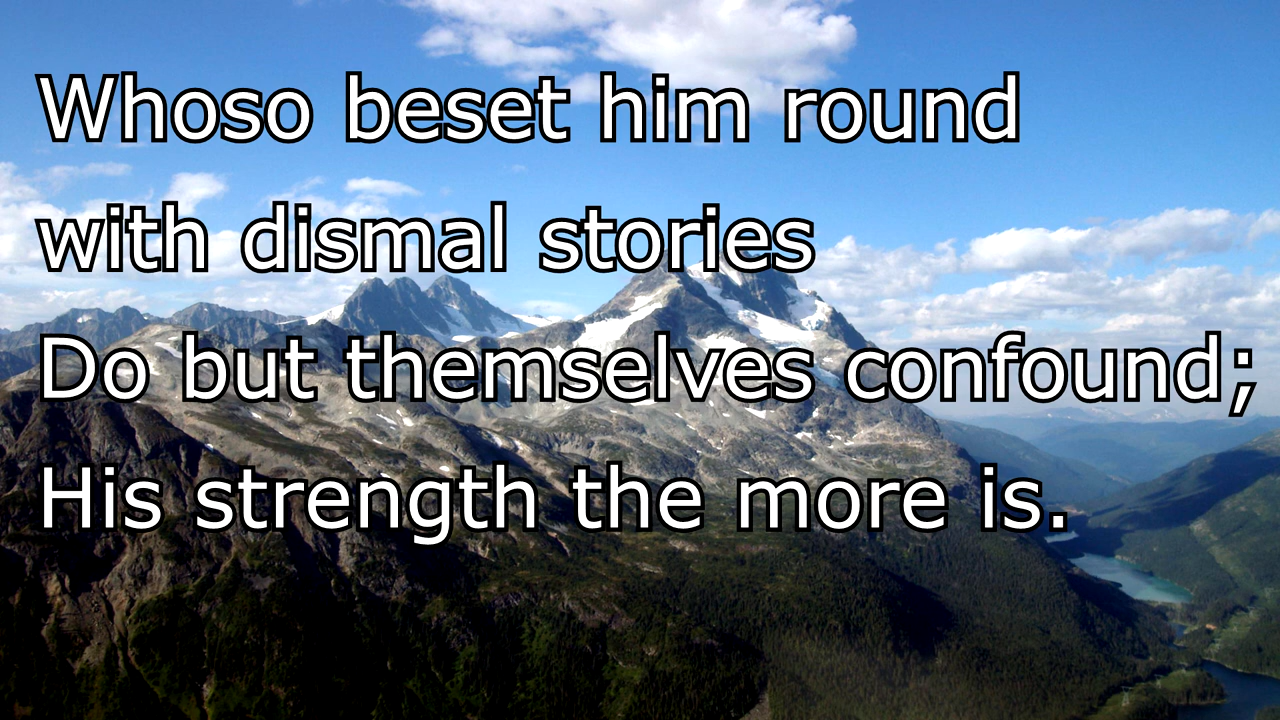 Whoso beset him round
with dismal stories
Do but themselves confound;
His strength the more is.